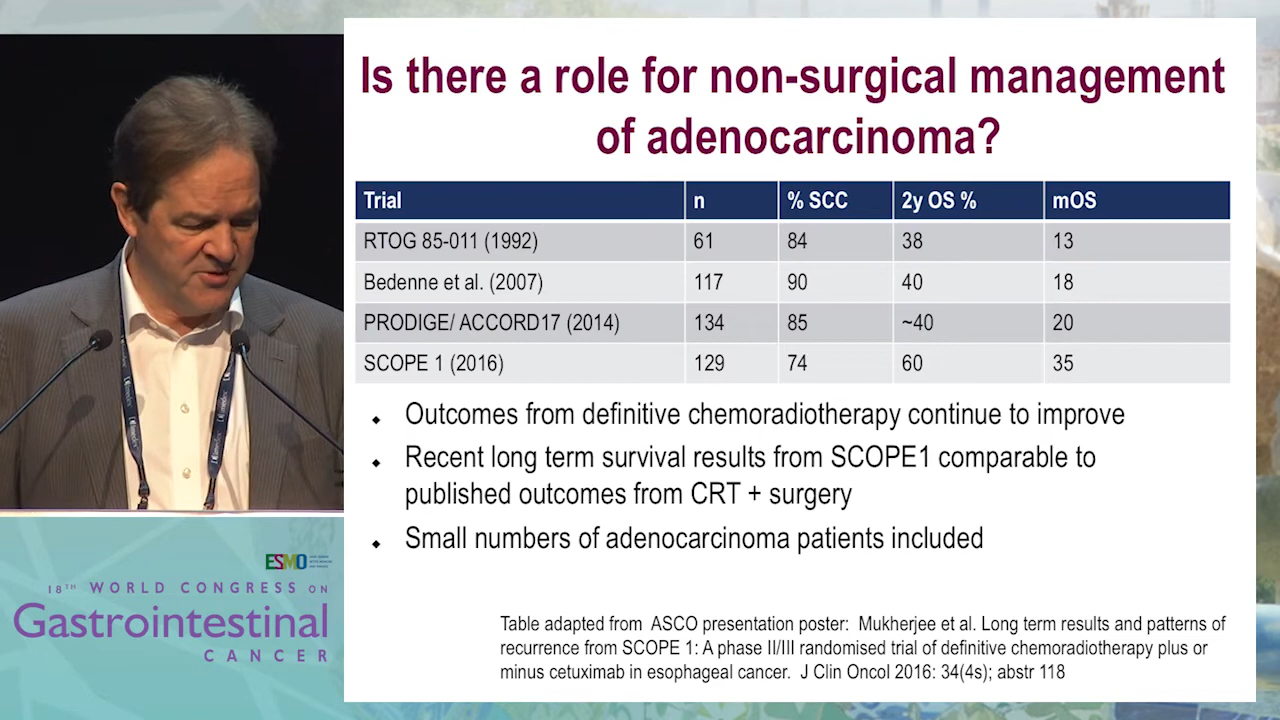 Is there a role for non-surgical management
of adenocarcinoma?
Trial n % SCC 2y OS % mOS
RTOG 85-011 (1992) 61 84 38 13
Bedenne et al. (2007) 117 90 40 18
PRODIGE/ ACCORD17 (2014) 134 85 ~40 20
SCOPE 1 (2016) 129 74 60 35
Outcomes from definitive chemoradiotherapy continue to improve
Recent long term survival results from SCOPE1 comparable to
published outcomes from CRT + surgery
Small numbers of adenocarcinoma patients included
Table adapted from ASCO presentation poster: Mukherjee et al. Long term results and patterns of
recurrence from SCOPE 1: A phase II/III randomised trial of definitive chemoradiotherapy plus or
minus cetuximab in esophageal cancer. J Clin Oncol 2016: 34(4s); abstr 118
ESMO
18TH WORLD CONGRESS ON
Gastrointestinal
CANCER